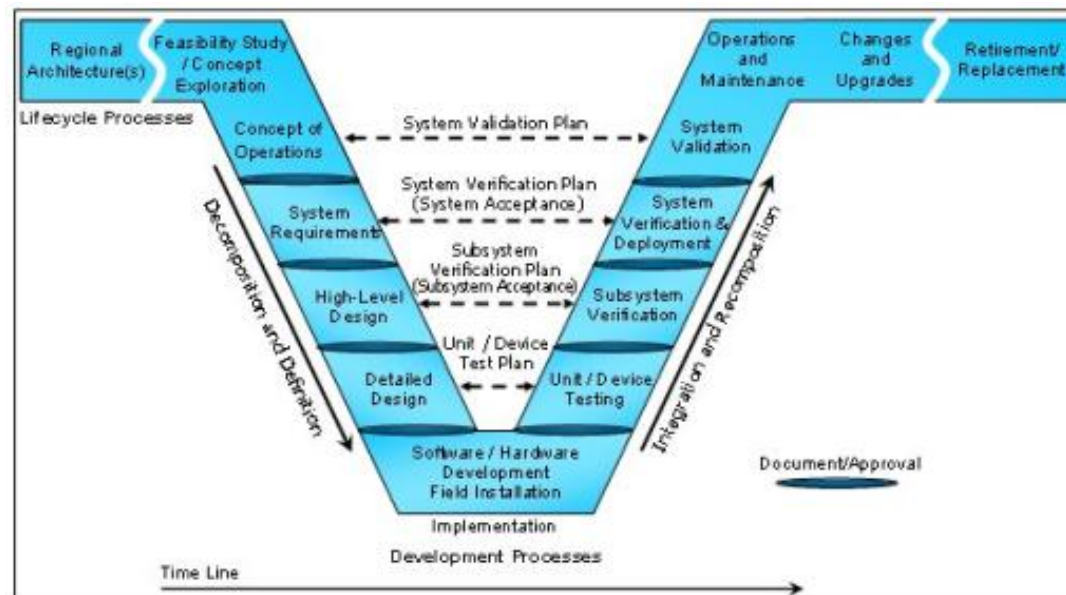 Regional
Architecture(s)
Feasibility Study
/ Concept
Exploration
Operations
and
Maintenance
Changes
and
Upgrades
Retirement/
Replacement
Lifecycle Processes
Concept of
Operations
System Validation Plan
System
Validation
System Verification Plan
(System Acceptance)
System
Requirements
System
Verification &
Deployment
Subsystem
Verification Plan
(Subsystem Acceptance)
High-Level
Design
Subsystem
Verification
Unit / Device
Test Plan
Detailed
Design
Unit / Device
Testing
Decomposition and Definition
Integration and Recomposition
Software / Hardware
Development
Field Installation
Document/Approval
Implementation
Development Processes
Time Line